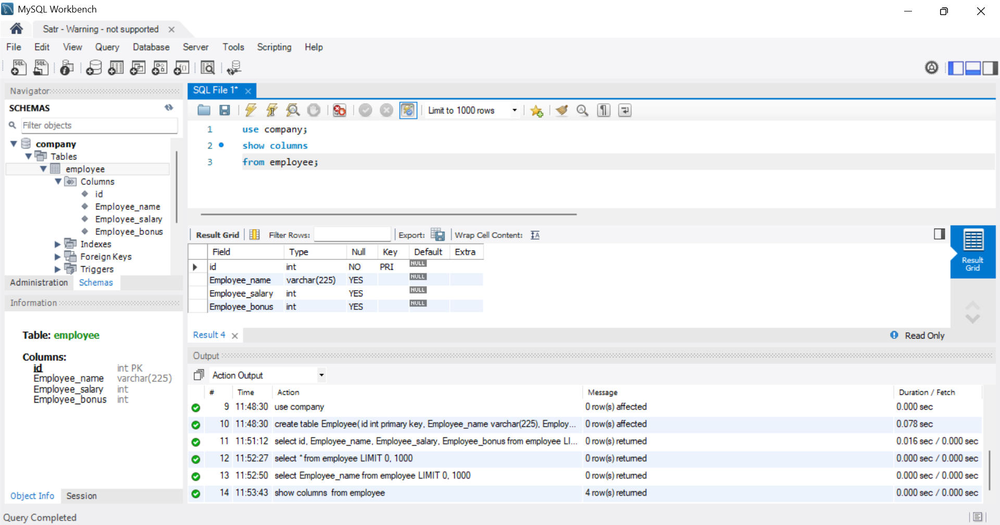 MySQL Workbench
Satr - Warning - not supported
File Edit View Query Database Server Tools Scripting Help
Navigator
SCHEMAS
Filter objects
company
Tables
employee
Columns
id
Employee_name
Employee_salary
Employee_bonus
Indexes
Foreign Keys
Triggers
Administration Schemas
Information
Table: employee
Columns:
id int PK
Employee_name varchar(225)
Employee_salary int
Employee_bonus int
Object Info Session
SQL File 1*
Limit to 1000 rows
1 use company;
2 show columns
3 from employee;
Result Grid Filter Rows: Export: Wrap Cell Content:
Field Type Null Key Default Extra
id int NO PRI NULL
Employee_name varchar(225) YES NULL
Employee_salary int YES NULL
Employee_bonus int YES NULL
Result
Grid
Result 4
Read Only
Output
Action Output
# Time Action Message Duration / Fetch
9 11:48:30 use company 0 row(s) affected 0.000 sec
10 11:48:30 create table Employee( id int primary key, Employee_name varchar(225), Employ... 0 row(s) affected 0.078 sec
11 11:51:12 select id, Employee_name, Employee_salary, Employee_bonus from employee LI... 0 row(s) returned 0.016 sec / 0.000 sec
12 11:52:27 select * from employee LIMIT 0, 1000 0 row(s) returned 0.000 sec / 0.000 sec
13 11:52:50 select Employee_name from employee LIMIT 0, 1000 0 row(s) returned 0.000 sec / 0.000 sec
14 11:53:43 show columns from employee 4 row(s) returned 0.000 sec / 0.000 sec
Query Completed